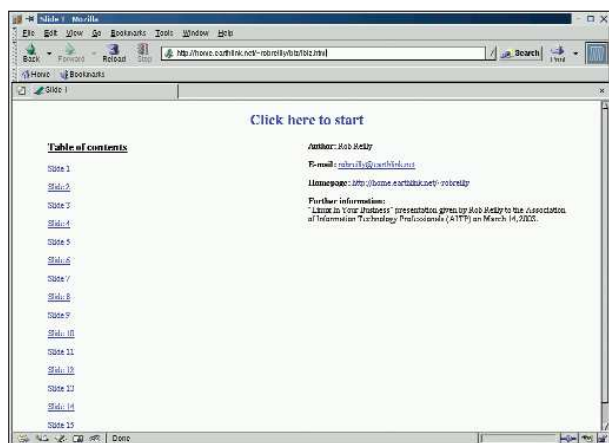 Slide 1 - Mozilla
File Edit View Go Bookmarks Tools Window Help
Back Forward Reload Stop http://home.earthlink.net/~robreilly/biz/lbiz.html Search Print
Home Bookmarks
Slide 1
Click here to start
Table of contents
Slide 1
Slide 2
Slide 3
Slide 4
Slide 5
Slide 6
Slide 7
Slide 8
Slide 9
Slide 10
Slide 11
Slide 12
Slide 13
Slide 14
Slide 15
Author: Rob Reilly
E-mail: robreilly@earthlink.net
Homepage: http://home.earthlink.net/~robreilly
Further information:
"Linux In Your Business" presentation given by Rob Reilly to the Association
of Information Technology Professionals (AITP) on March 14, 2003.
Done